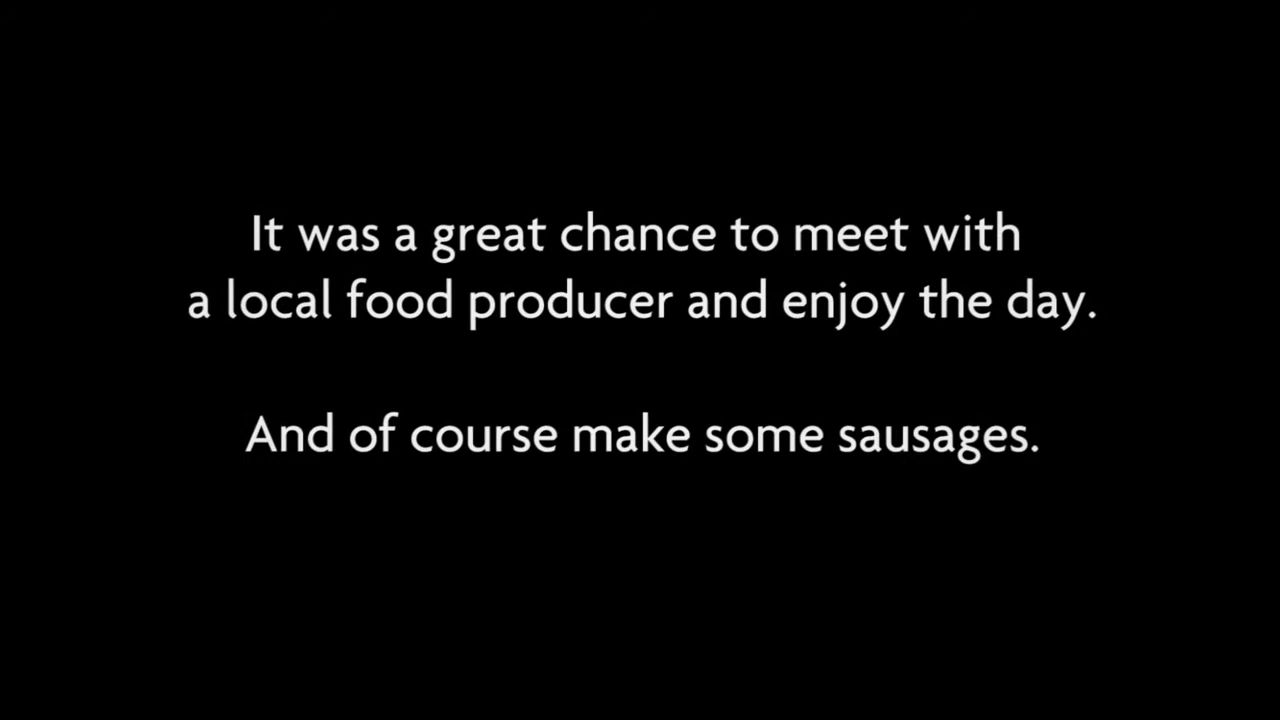 It was a great chance to meet with
a local food producer and enjoy the day.
And of course make some sausages.